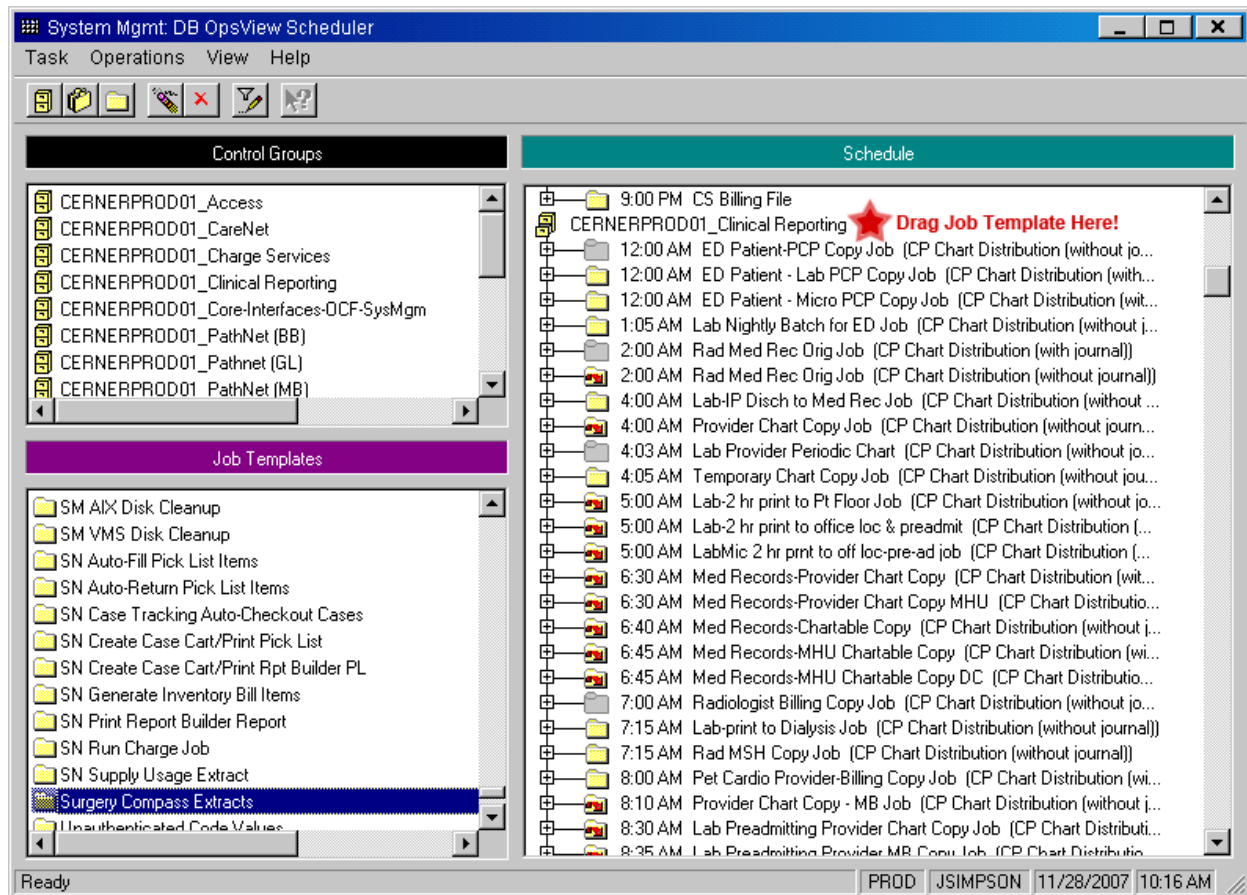 System Mgmt: DB OpsView Scheduler
Task Operations View Help
Control Groups
CERNERPROD01_Access
CERNERPROD01_CareNet
CERNERPROD01_Charge Services
CERNERPROD01_Clinical Reporting
CERNERPROD01_Core-Interfaces-OCF-SysMgm
CERNERPROD01_PathNet (BB)
CERNERPROD01_Pathnet (GL)
CERNERPROD01_PathNet (MB)
Job Templates
SM AIX Disk Cleanup
SM VMS Disk Cleanup
SN Auto-Fill Pick List Items
SN Auto-Return Pick List Items
SN Case Tracking Auto-Checkout Cases
SN Create Case Cart/Print Pick List
SN Create Case Cart/Print Rpt Builder PL
SN Generate Inventory Bill Items
SN Print Report Builder Report
SN Run Charge Job
SN Supply Usage Extract
Surgery Compass Extracts
Unauthenticated Code Values
Schedule
9:00 PM CS Billing File
CERNERPROD01_Clinical Reporting Drag Job Template Here!
12:00 AM ED Patient-PCP Copy Job (CP Chart Distribution (without jo...
12:00 AM ED Patient - Lab PCP Copy Job (CP Chart Distribution (with...
12:00 AM ED Patient - Micro PCP Copy Job (CP Chart Distribution (wit...
1:05 AM Lab Nightly Batch for ED Job (CP Chart Distribution (without j...
2:00 AM Rad Med Rec Orig Job (CP Chart Distribution (with journal))
2:00 AM Rad Med Rec Orig Job (CP Chart Distribution (without journal))
4:00 AM Lab-IP Disch to Med Rec Job (CP Chart Distribution (without ...
4:00 AM Provider Chart Copy Job (CP Chart Distribution (without journ...
4:03 AM Lab Provider Periodic Chart (CP Chart Distribution (without jo...
4:05 AM Temporary Chart Copy Job (CP Chart Distribution (without jou...
5:00 AM Lab-2 hr print to Pt Floor Job (CP Chart Distribution (without jo...
5:00 AM Lab-2 hr print to office loc & preadmit (CP Chart Distribution (...
5:00 AM LabMic 2 hr prnt to off loc-pre-ad job (CP Chart Distribution (...
6:30 AM Med Records-Provider Chart Copy (CP Chart Distribution (wit...
6:30 AM Med Records-Provider Chart Copy MHU (CP Chart Distributio...
6:40 AM Med Records-Chartable Copy (CP Chart Distribution (without j...
6:45 AM Med Records-MHU Chartable Copy (CP Chart Distribution (wi...
6:45 AM Med Records-MHU Chartable Copy DC (CP Chart Distributio...
7:00 AM Radiologist Billing Copy Job (CP Chart Distribution (without jo...
7:15 AM Lab-print to Dialysis Job (CP Chart Distribution (without journal))
7:15 AM Rad MSH Copy Job (CP Chart Distribution (without journal))
8:00 AM Pet Cardio Provider-Billing Copy Job (CP Chart Distribution (wi...
8:10 AM Provider Chart Copy - MB Job (CP Chart Distribution (without j...
8:30 AM Lab Preadmitting Provider Chart Copy Job (CP Chart Distributi...
8:35 AM Lab Preadmitting Provider MB Copy Job (CP Chart Distributio...
Ready PROD JSIMPSON 11/28/2007 10:16 AM